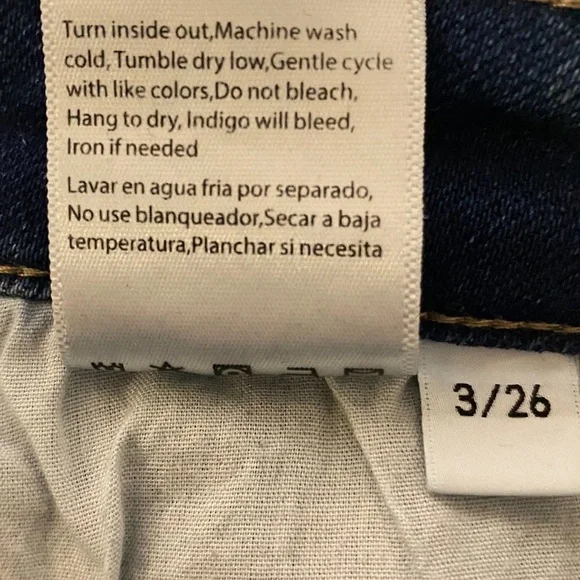 Turn inside out,Machine wash
cold,Tumble dry low,Gentle cycle
with like colors,Do not bleach,
Hang to dry, Indigo will bleed,
Iron if needed
Lavar en agua fria por separado,
No use blanqueador,Secar a baja
temperatura,Planchar si necesita
3/26